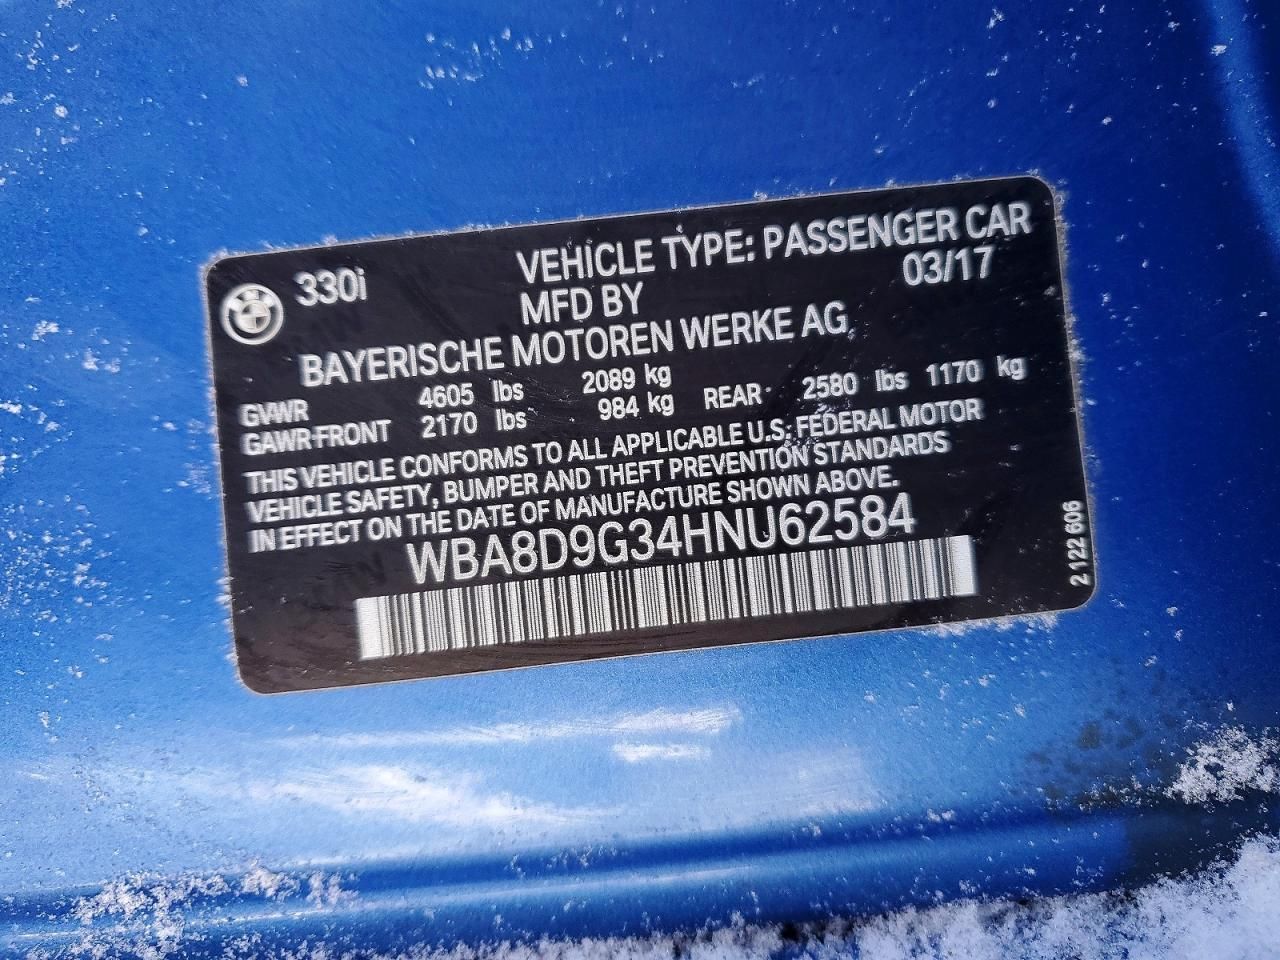 330i VEHICLE TYPE: PASSENGER CAR
MFD BY 03/17
BAYERISCHE MOTOREN WERKE AG
GVWR 4605 lbs 2089 kg
GAWR-FRONT 2170 lbs 984 kg REAR: 2580 lbs 1170 kg
THIS VEHICLE CONFORMS TO ALL APPLICABLE U.S. FEDERAL MOTOR
VEHICLE SAFETY, BUMPER AND THEFT PREVENTION STANDARDS
IN EFFECT ON THE DATE OF MANUFACTURE SHOWN ABOVE.
WBA8D9G34HNU62584
2 122 606